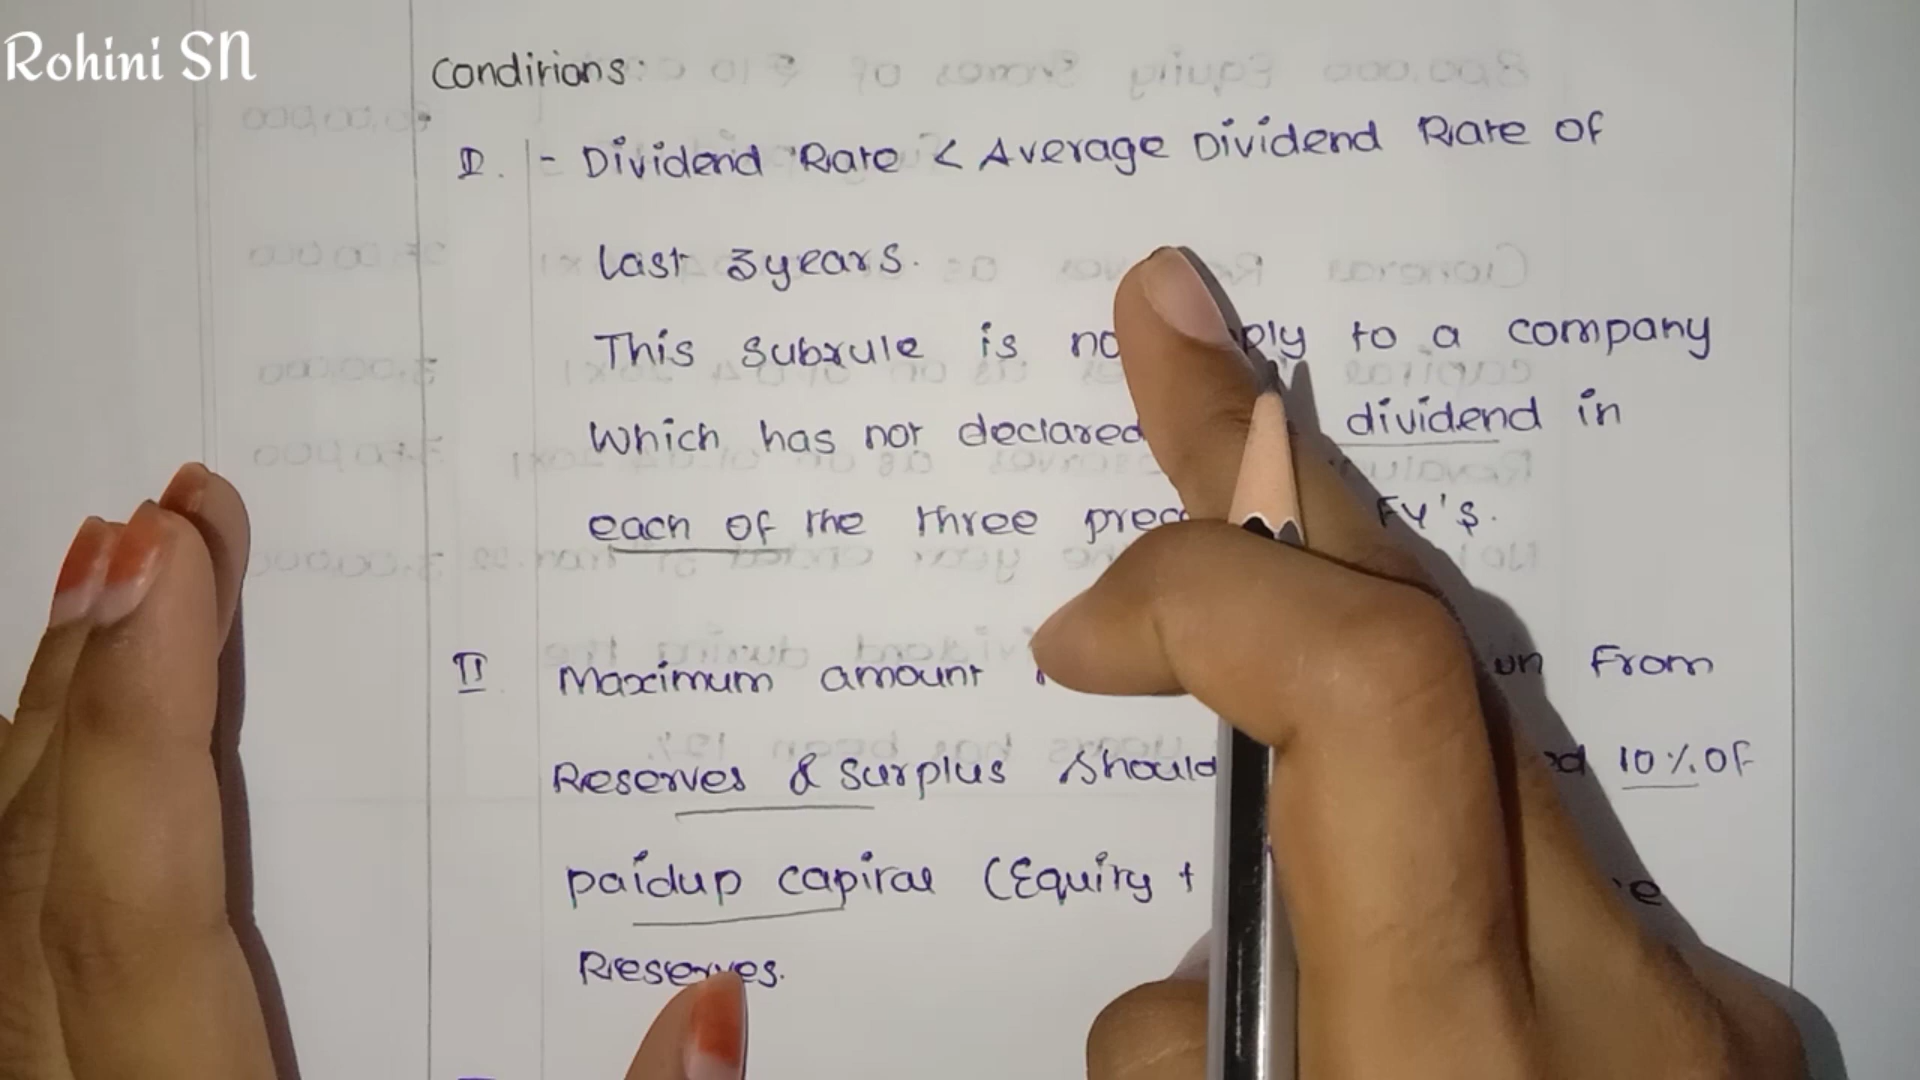 Rohini SN
Conditions:
I. - Dividend Rate < Average Dividend Rate of
last 3years.
This subrule is to a company
which has not declared dividend in
each of the three FY's.
II Maximum amount From
Reserves & Surplus should 10% of
paidup capital (Equity +
Reserves.